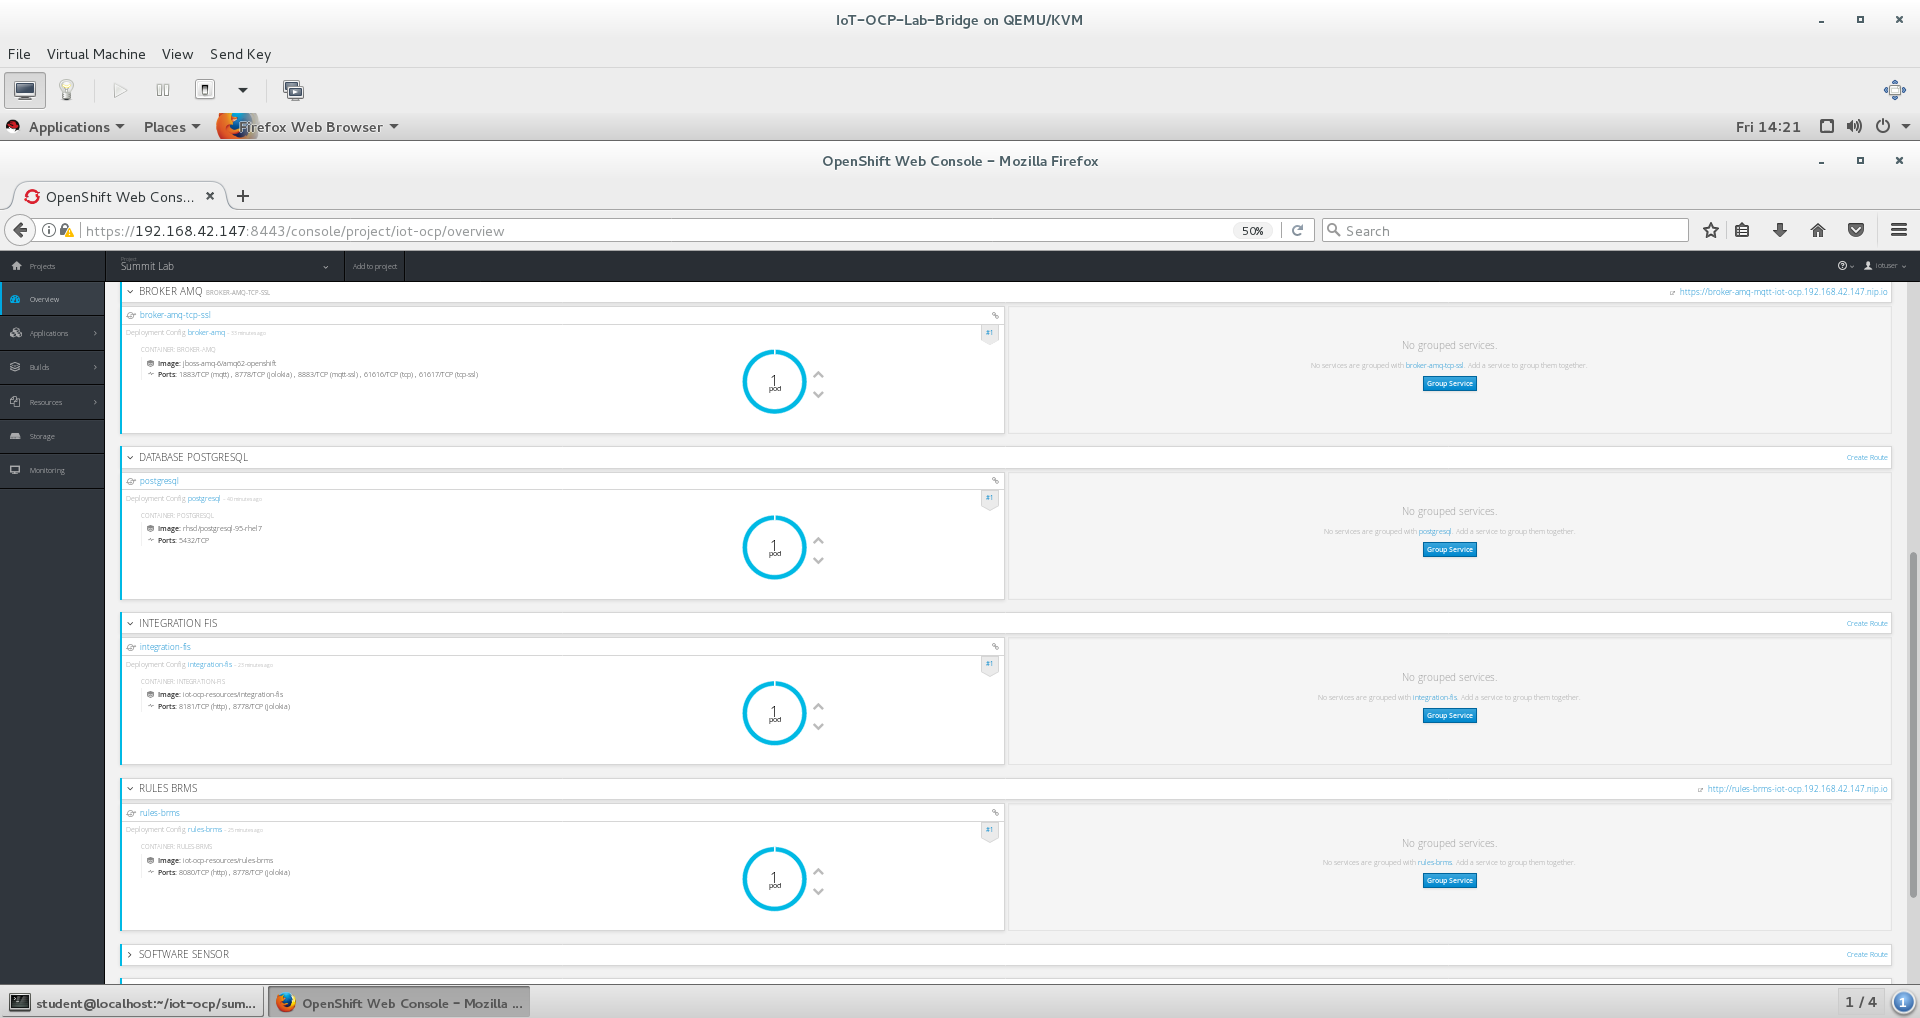 IoT-OCP-Lab-Bridge on QEMU/KVM
File Virtual Machine View Send Key
Applications Places Firefox Web Browser Fri 14:21
OpenShift Web Console - Mozilla Firefox
OpenShift Web Cons...
https://192.168.42.147:8443/console/project/iot-ocp/overview 50% Search
Projects Project Summit Lab Add to project iotuser
Overview
Applications
Builds
Resources
Storage
Monitoring
BROKER AMQ BROKER-AMQ-TCP-SSL https://broker-amq-mqtt-iot-ocp.192.168.42.147.nip.io
broker-amq-tcp-ssl
Deployment Config broker-amq - minutes ago #1
CONTAINER: BROKER-AMQ
Image: jboss-amq-6/amq62-openshift
Ports: 1883/TCP (mqtt), 8778/TCP (jolokia), 8883/TCP (mqtt-ssl), 61616/TCP (tcp), 61617/TCP (tcp-ssl)
1 pod
No grouped services.
No services are grouped with broker-amq-tcp-ssl. Add a service to group them together.
Group Service
DATABASE POSTGRESQL Create Route
postgresql
Deployment Config postgresql - minutes ago #1
CONTAINER: POSTGRESQL
Image: rhscl/postgresql-95-rhel7
Ports: 5432/TCP
1 pod
No grouped services.
No services are grouped with postgresql. Add a service to group them together.
Group Service
INTEGRATION FIS Create Route
integration-fis
Deployment Config integration-fis - minutes ago #1
CONTAINER: INTEGRATION-FIS
Image: iot-ocp-resources/integration-fis
Ports: 8181/TCP (http), 8778/TCP (jolokia)
1 pod
No grouped services.
No services are grouped with integration-fis. Add a service to group them together.
Group Service
RULES BRMS http://rules-brms-iot-ocp.192.168.42.147.nip.io
rules-brms
Deployment Config rules-brms - minutes ago #1
CONTAINER: RULES-BRMS
Image: iot-ocp-resources/rules-brms
Ports: 8080/TCP (http), 8778/TCP (jolokia)
1 pod
No grouped services.
No services are grouped with rules-brms. Add a service to group them together.
Group Service
SOFTWARE SENSOR Create Route
student@localhost:~/iot-ocp/sum... OpenShift Web Console - Mozilla ... 1 / 4 1